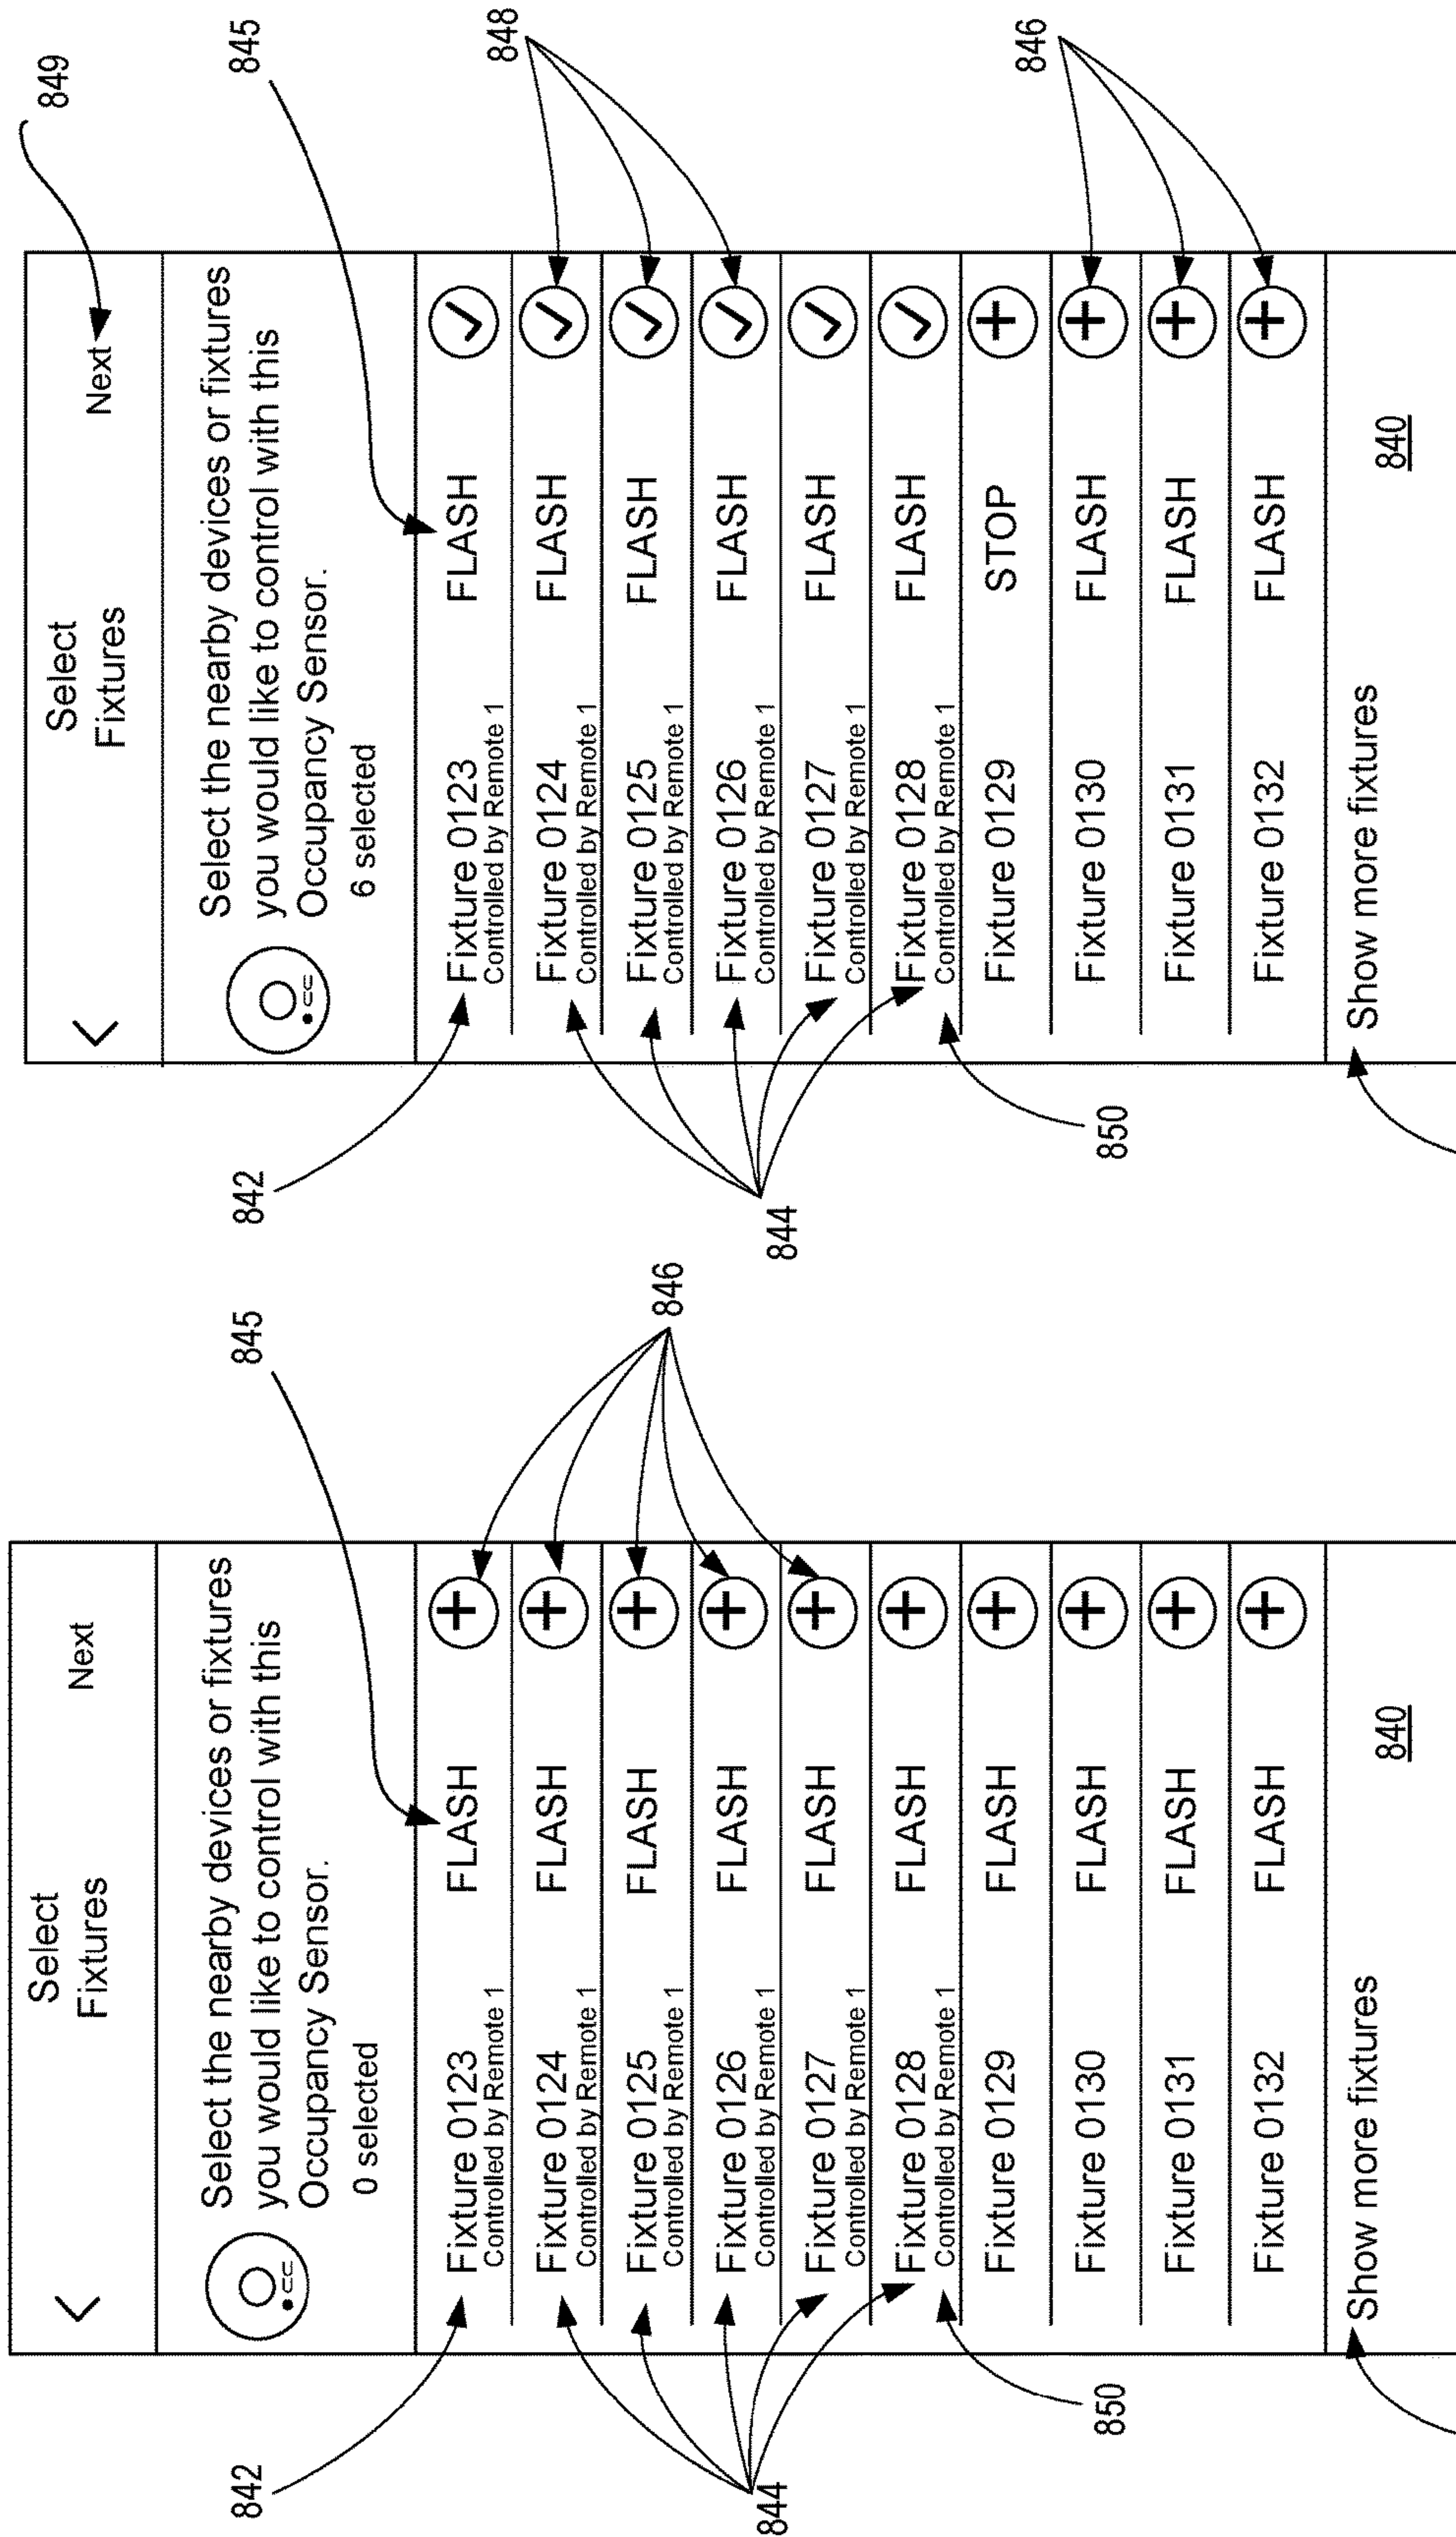 842
844
850
<
Select
Fixtures
Next
Select the nearby devices or fixtures
you would like to control with this
Occupancy Sensor.
0 selected
Fixture 0123 FLASH +
Controlled by Remote 1
Fixture 0124 FLASH +
Controlled by Remote 1
Fixture 0125 FLASH +
Controlled by Remote 1
Fixture 0126 FLASH +
Controlled by Remote 1
Fixture 0127 FLASH +
Controlled by Remote 1
Fixture 0128 FLASH +
Controlled by Remote 1
Fixture 0129 FLASH +
Fixture 0130 FLASH +
Fixture 0131 FLASH +
Fixture 0132 FLASH +
Show more fixtures
840
845
846
842
844
850
<
Select
Fixtures
Next
Select the nearby devices or fixtures
you would like to control with this
Occupancy Sensor.
6 selected
Fixture 0123 FLASH ✓
Controlled by Remote 1
Fixture 0124 FLASH ✓
Controlled by Remote 1
Fixture 0125 FLASH ✓
Controlled by Remote 1
Fixture 0126 FLASH ✓
Controlled by Remote 1
Fixture 0127 FLASH ✓
Controlled by Remote 1
Fixture 0128 FLASH ✓
Controlled by Remote 1
Fixture 0129 STOP +
Fixture 0130 FLASH +
Fixture 0131 FLASH +
Fixture 0132 FLASH +
Show more fixtures
840
849
845
848
846